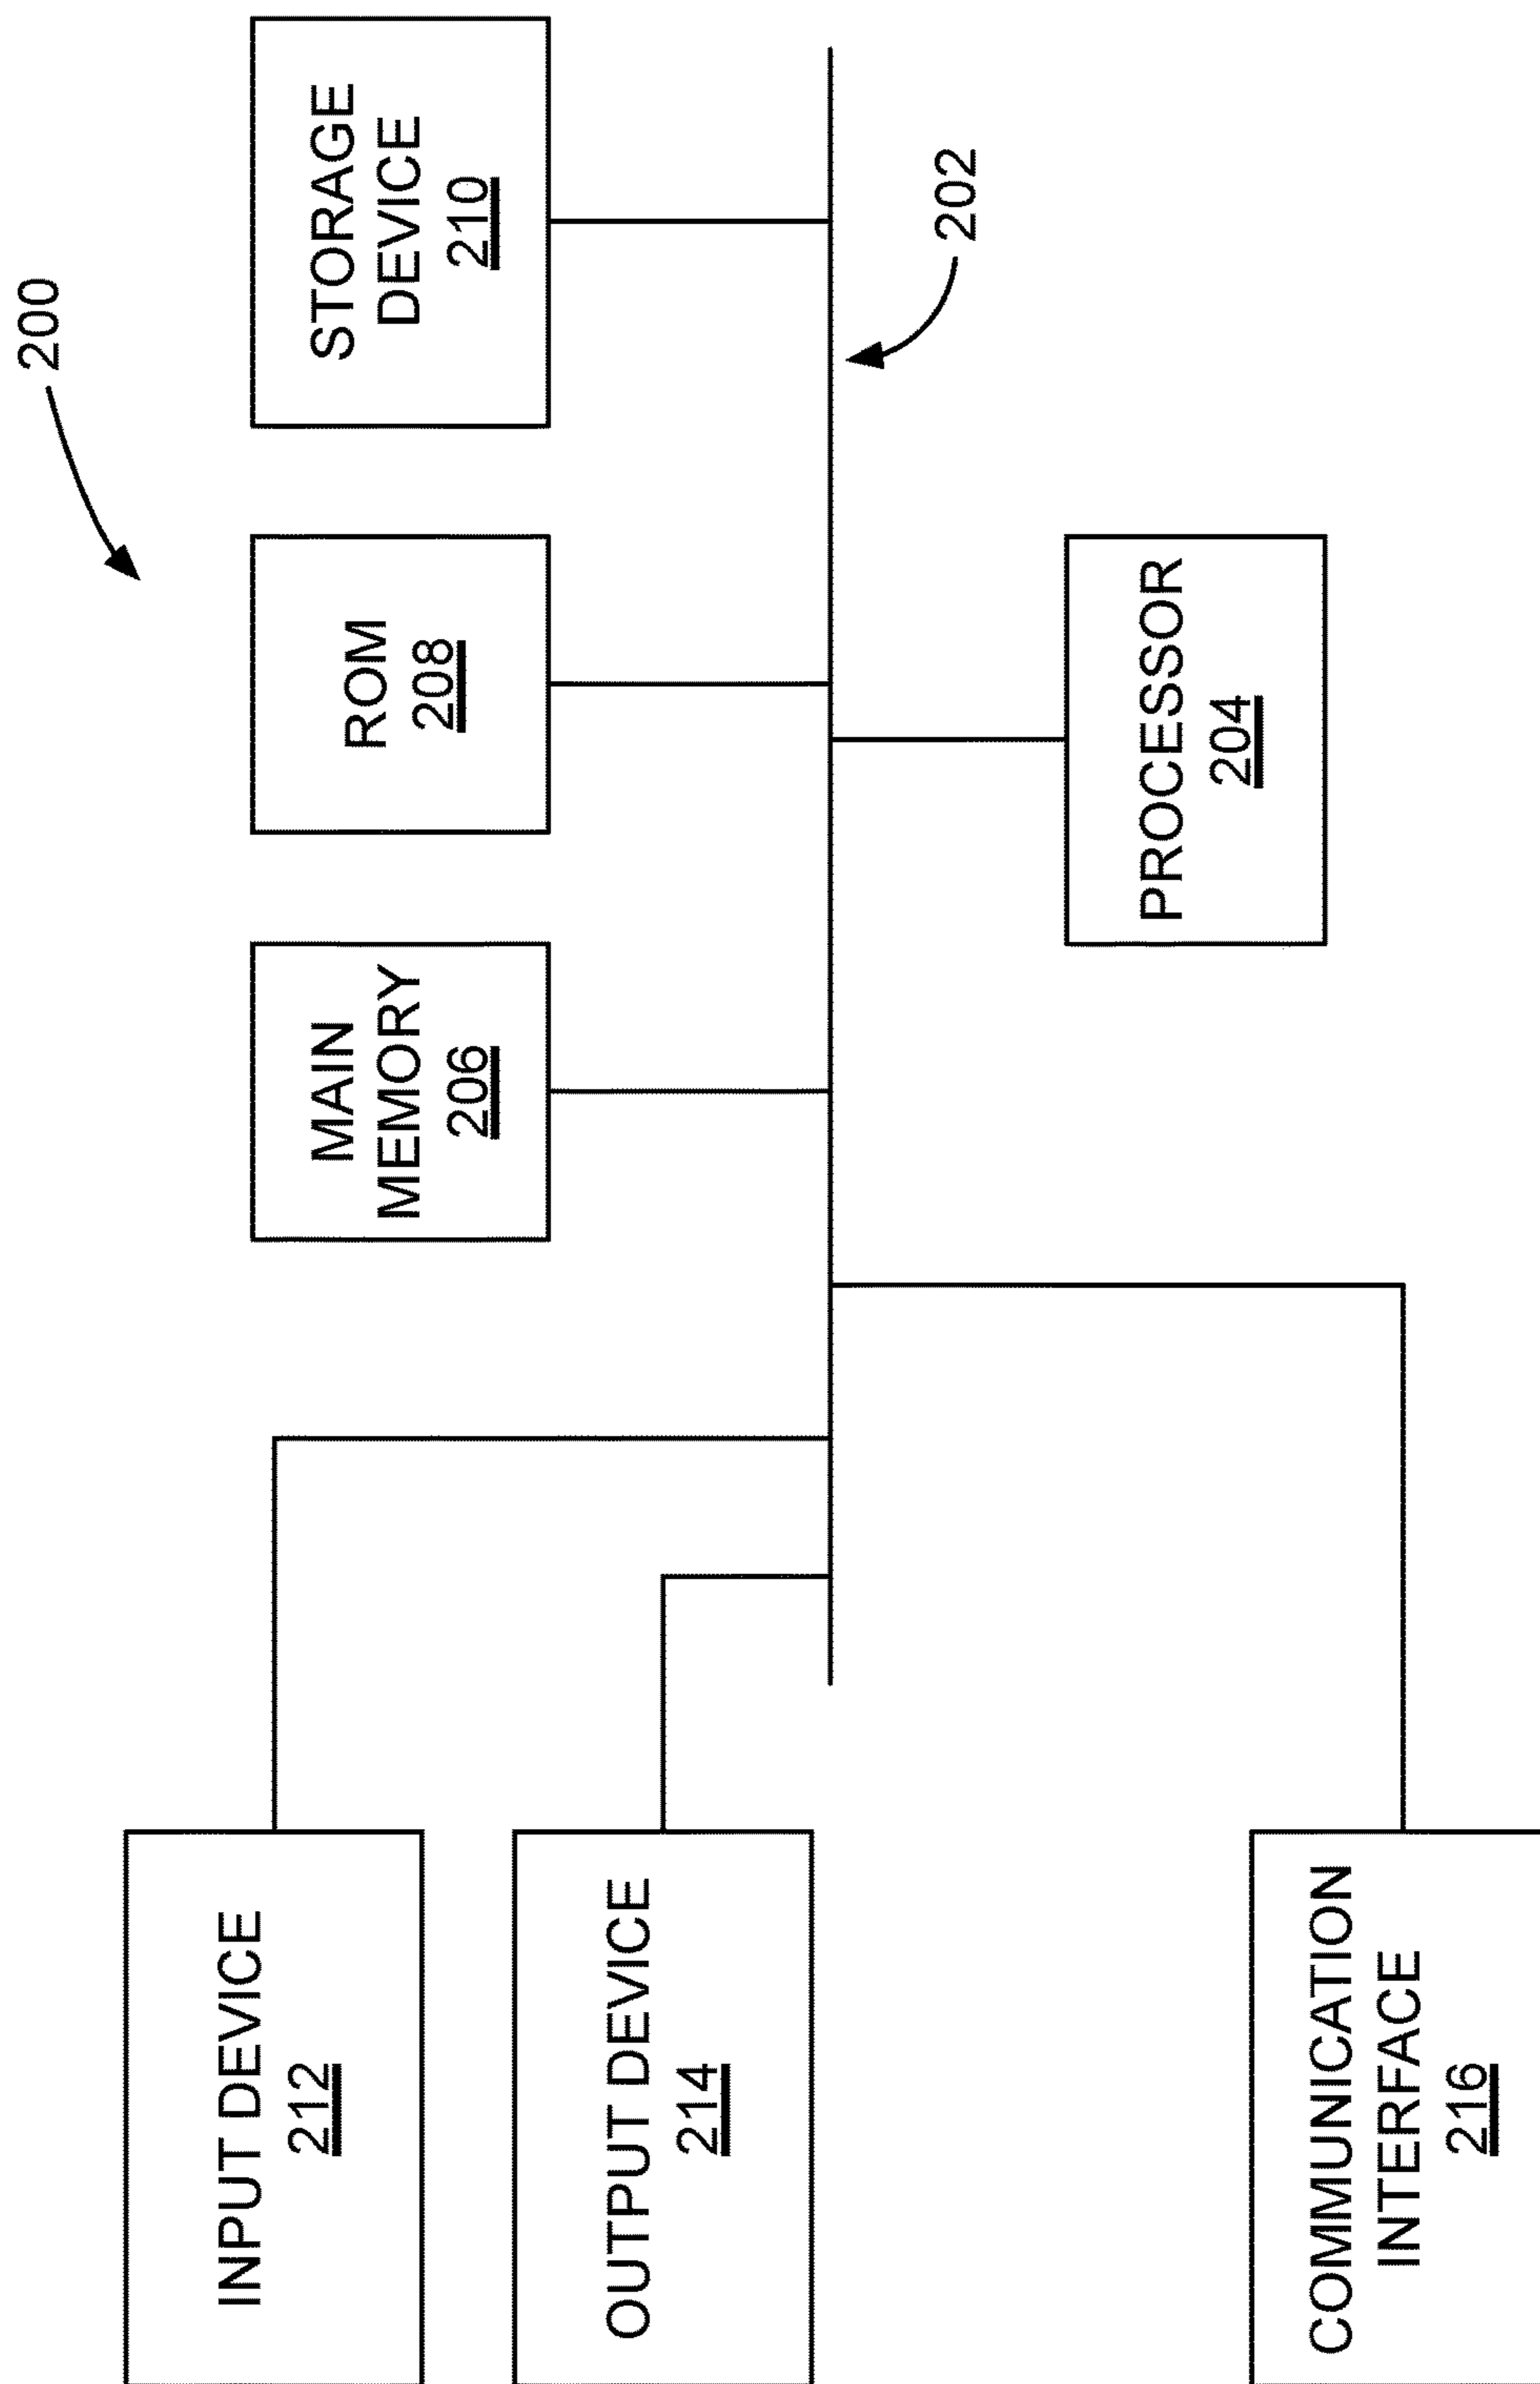 200
MAIN
MEMORY
206
ROM
208
STORAGE
DEVICE
210
INPUT DEVICE
212
OUTPUT DEVICE
214
202
PROCESSOR
204
COMMUNICATION
INTERFACE
216